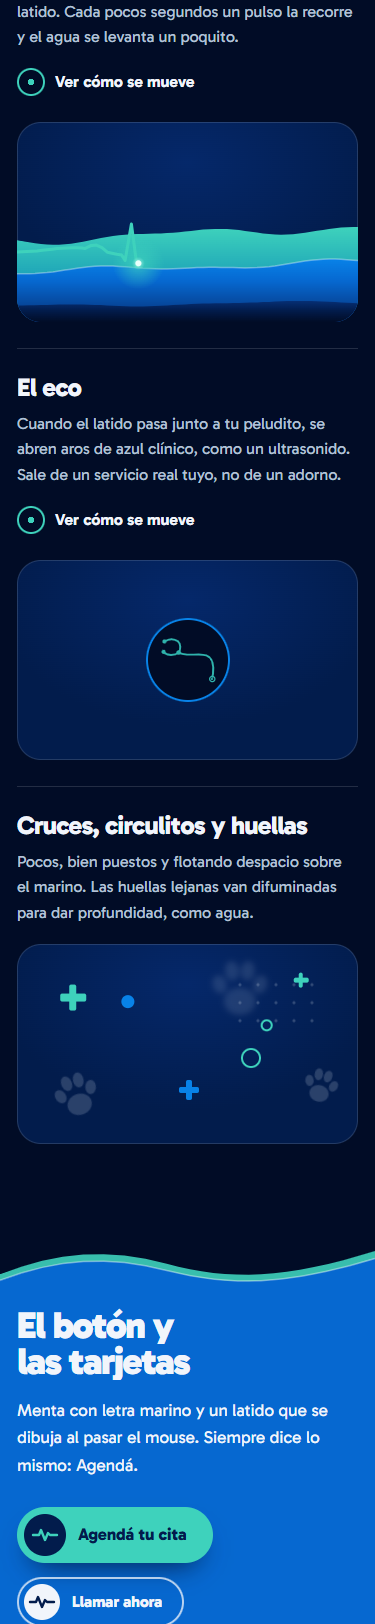 latido. Cada pocos segundos un pulso la recorre
y el agua se levanta un poquito.
Ver cómo se mueve
El eco
Cuando el latido pasa junto a tu peludito, se
abren aros de azul clínico, como un ultrasonido.
Sale de un servicio real tuyo, no de un adorno.
Ver cómo se mueve
Cruces, circulitos y huellas
Pocos, bien puestos y flotando despacio sobre
el marino. Las huellas lejanas van difuminadas
para dar profundidad, como agua.
El botón y
las tarjetas
Menta con letra marino y un latido que se
dibuja al pasar el mouse. Siempre dice lo
mismo: Agendá.
Agendá tu cita
Llamar ahora